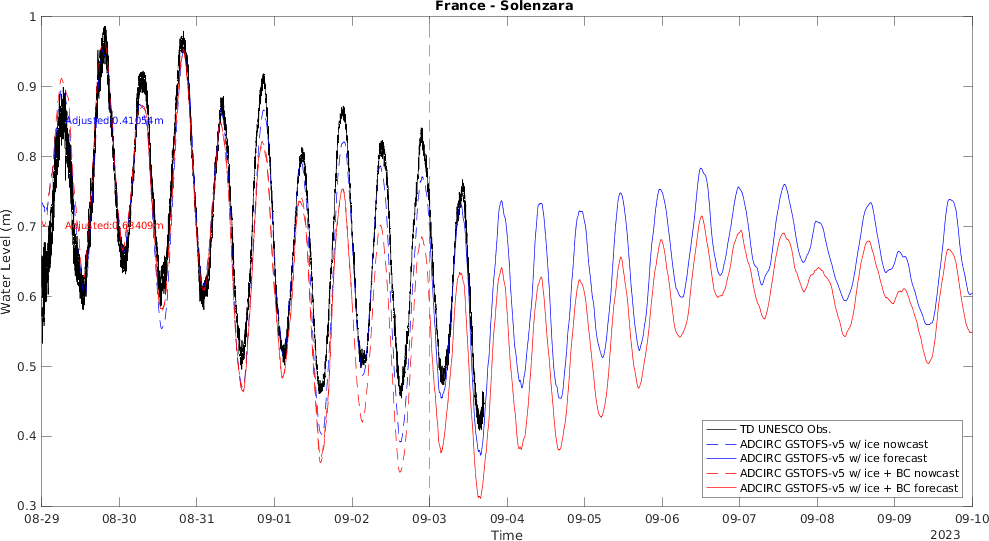 France - Solenzara
1
0.9
0.8
0.7
0.6
0.5
0.4
0.3
Water Level (m)
Adjusted:0.41054m
Adjusted:0.68409m
TD UNESCO Obs.
ADCIRC GSTOFS-v5 w/ ice nowcast
ADCIRC GSTOFS-v5 w/ ice forecast
ADCIRC GSTOFS-v5 w/ ice + BC nowcast
ADCIRC GSTOFS-v5 w/ ice + BC forecast
08-29 08-30 08-31 09-01 09-02 09-03 09-04 09-05 09-06 09-07 09-08 09-09 09-10
Time
2023